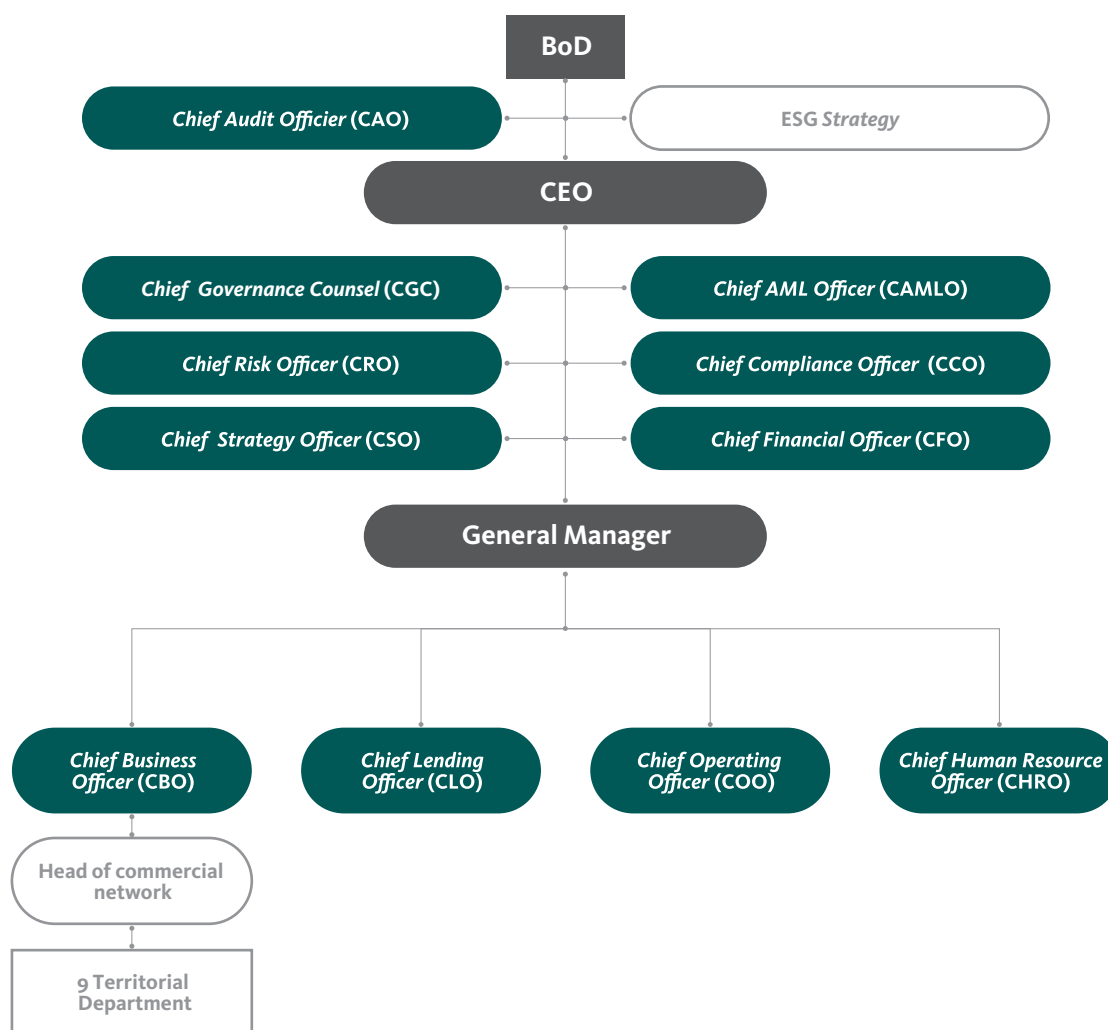 BoD
Chief Audit Officier (CAO)
ESG Strategy
CEO
Chief Governance Counsel (CGC)
Chief AML Officer (CAMLO)
Chief Risk Officer (CRO)
Chief Compliance Officer (CCO)
Chief Strategy Officer (CSO)
Chief Financial Officer (CFO)
General Manager
Chief Business
Officer (CBO)
Chief Lending
Officer (CLO)
Chief Operating
Officer (COO)
Chief Human Resource
Officer (CHRO)
Head of commercial
network
9 Territorial
Department